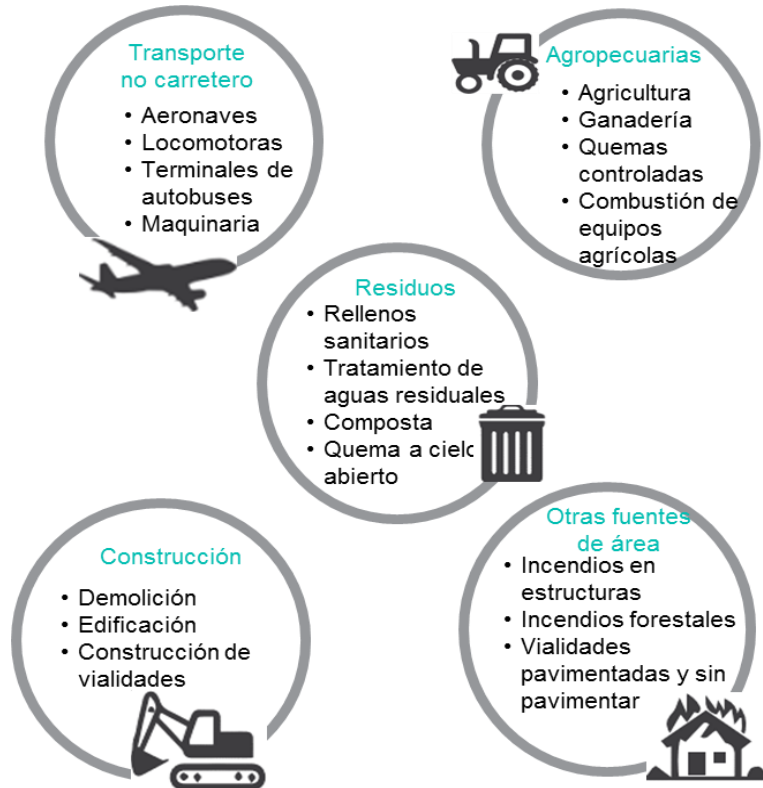 Transporte
no carretero
• Aeronaves
• Locomotoras
• Terminales de
autobuses
• Maquinaria
Agropecuarias
• Agricultura
• Ganadería
• Quemas
controladas
• Combustión de
equipos
agrícolas
Residuos
• Rellenos
sanitarios
• Tratamiento de
aguas residuales
• Composta
• Quema a cielo
abierto
Construcción
• Demolición
• Edificación
• Construcción de
vialidades
Otras fuentes
de área
• Incendios en
estructuras
• Incendios forestales
• Vialidades
pavimentadas y sin
pavimentar